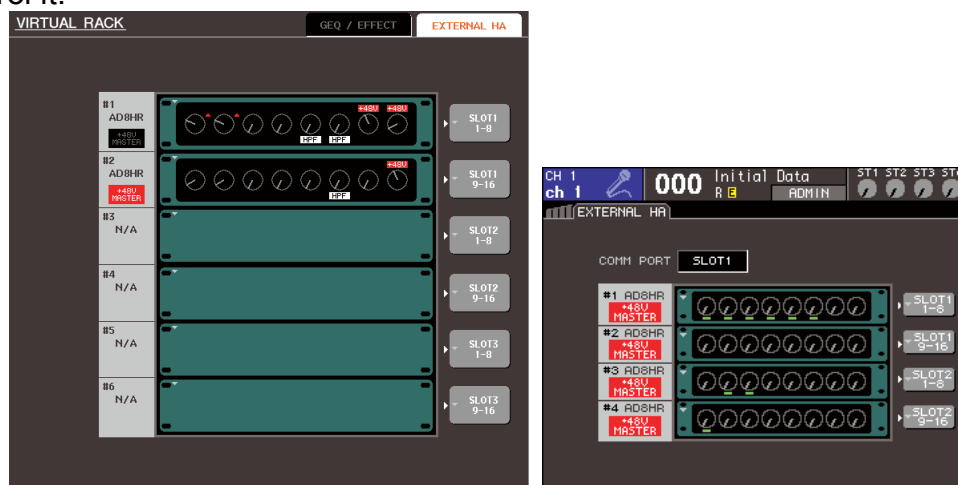 VIRTUAL RACK
GEQ / EFFECT
EXTERNAL HA
#1
AD8HR
+48V
MASTER
+48V +48V
HPF HPF
SLOT1
1-8
#2
AD8HR
+48V
MASTER
+48V
HPF
SLOT1
9-16
#3
N/A
SLOT2
1-8
#4
N/A
SLOT2
9-16
#5
N/A
SLOT3
1-8
#6
N/A
SLOT3
9-16
CH 1
ch 1
000
Initial Data
R E ADMIN
ST1 ST2 ST3
EXTERNAL HA
COMM PORT SLOT1
#1 AD8HR
+48V
MASTER
SLOT1
1-8
#2 AD8HR
+48V
MASTER
SLOT1
9-16
#3 AD8HR
+48V
MASTER
SLOT2
1-8
#4 AD8HR
+48V
MASTER
SLOT2
9-16